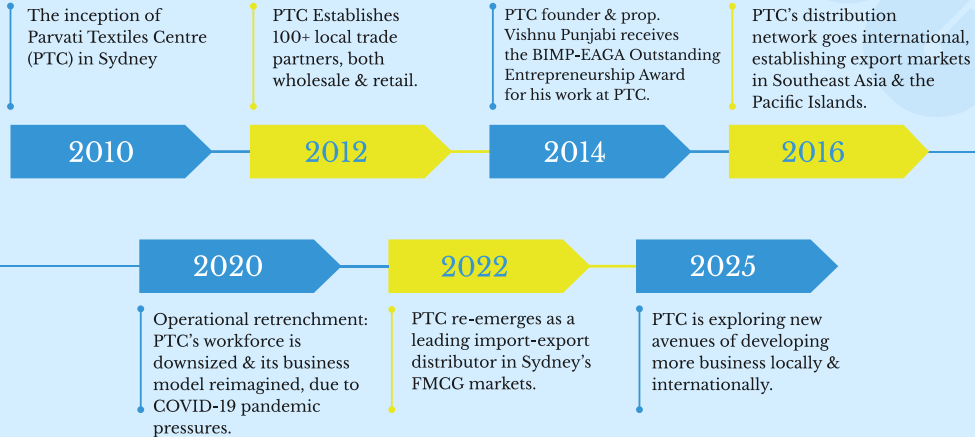 The inception of
Parvati Textiles Centre
(PTC) in Sydney
PTC Establishes
100+ local trade
partners, both
wholesale & retail.
PTC founder & prop.
Vishnu Punjabi receives
the BIMP-EAGA Outstanding
Entrepreneurship Award
for his work at PTC.
PTC’s distribution
network goes international,
establishing export markets
in Southeast Asia & the
Pacific Islands.
2010
2012
2014
2016
2020
2022
2025
Operational retrenchment:
PTC’s workforce is
downsized & its business
model reimagined, due to
COVID-19 pandemic
pressures.
PTC re-emerges as a
leading import-export
distributor in Sydney’s
FMCG markets.
PTC is exploring new
avenues of developing
more business locally &
internationally.